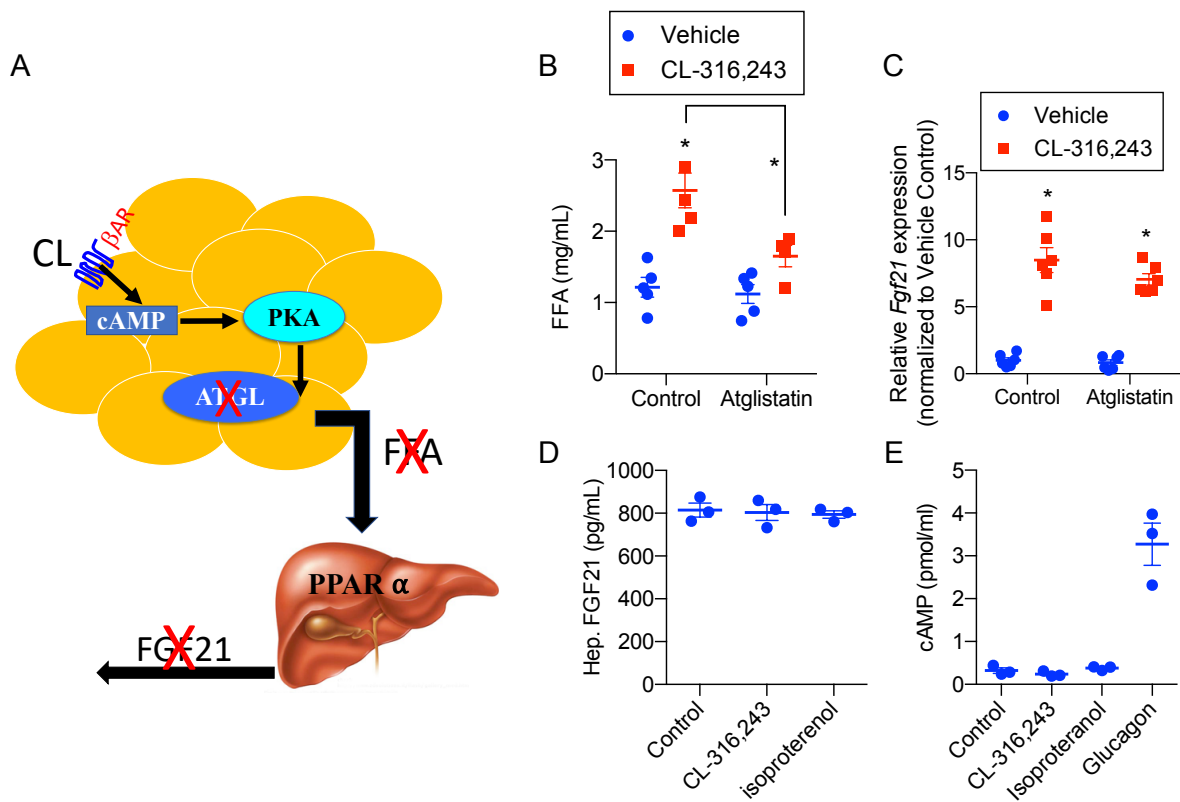 A
CL
βAR
cAMP
PKA
ATGL
FFA
PPAR α
FGF21
B
Vehicle
CL-316,243
FFA (mg/mL)
3
2
1
0
*
*
Control
Atglistatin
C
Vehicle
CL-316,243
Relative Fgf21 expression
(normalized to Vehicle Control)
15
10
5
0
*
*
Control
Atglistatin
D
Hep. FGF21 (pg/mL)
1000
800
600
400
200
0
Control
CL-316,243
isoproterenol
E
cAMP (pmol/ml)
5
4
3
2
1
0
Control
CL-316,243
Isoproteranol
Glucagon